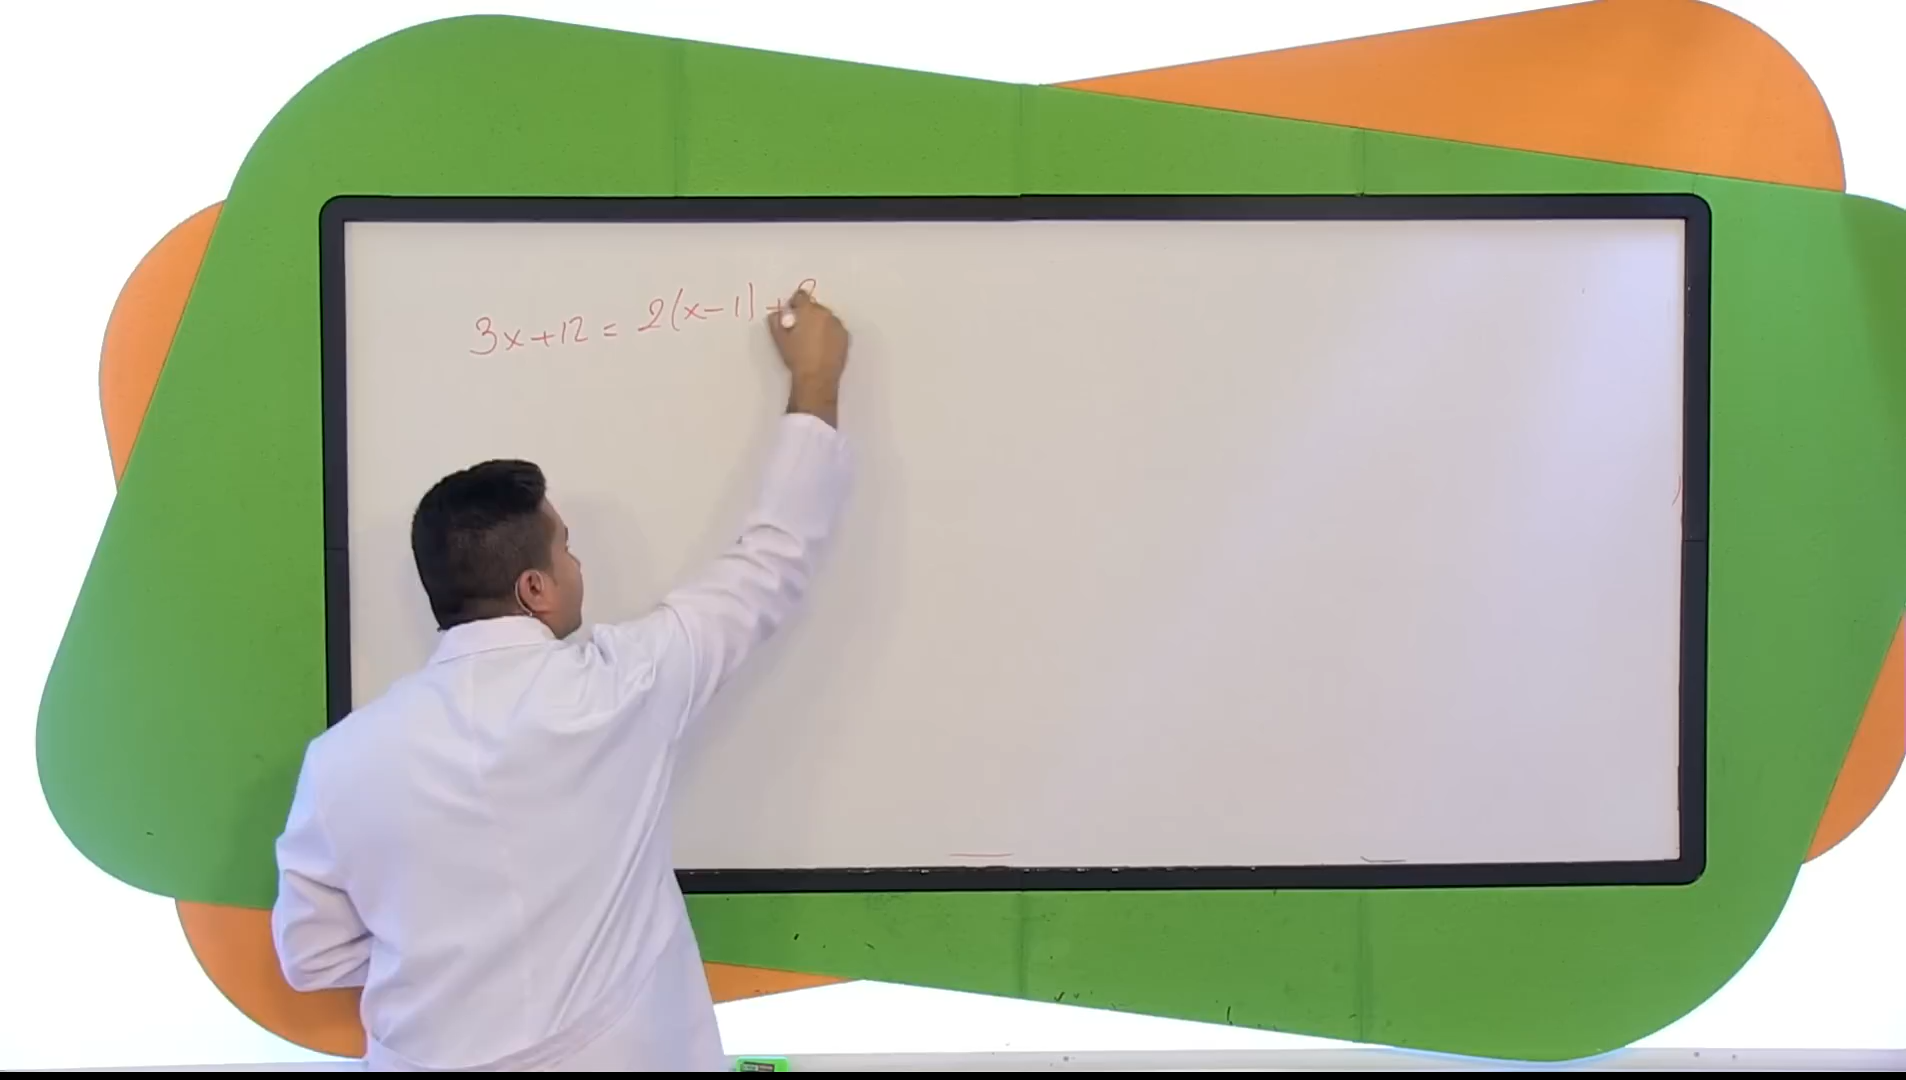 3x+12 = 2(x-1) +